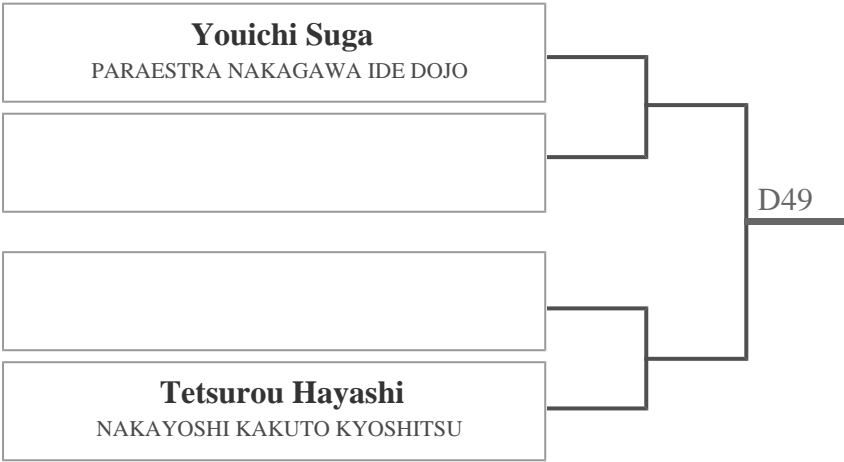 Youichi Suga
PARAESTRA NAKAGAWA IDE DOJO
D49
Tetsurou Hayashi
NAKAYOSHI KAKUTO KYOSHITSU